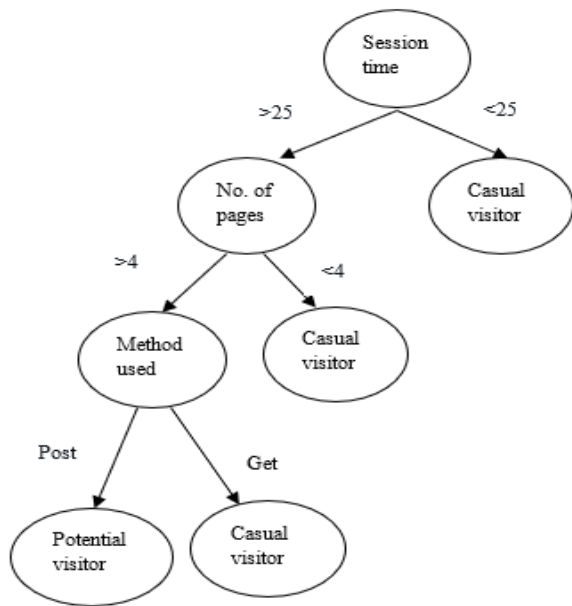 Session
time
>25
<25
No. of
pages
Casual
visitor
>4
<4
Method
used
Casual
visitor
Post
Get
Potential
visitor
Casual
visitor